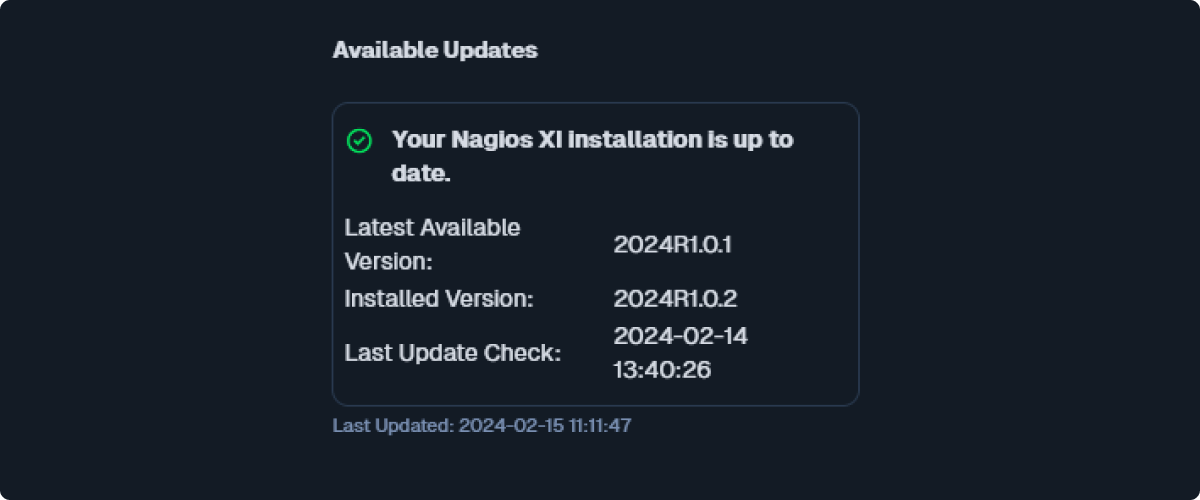 Available Updates
Your Nagios XI installation is up to
date.
Latest Available
Version:
2024R1.0.1
Installed Version:
2024R1.0.2
Last Update Check:
2024-02-14
13:40:26
Last Updated: 2024-02-15 11:11:47